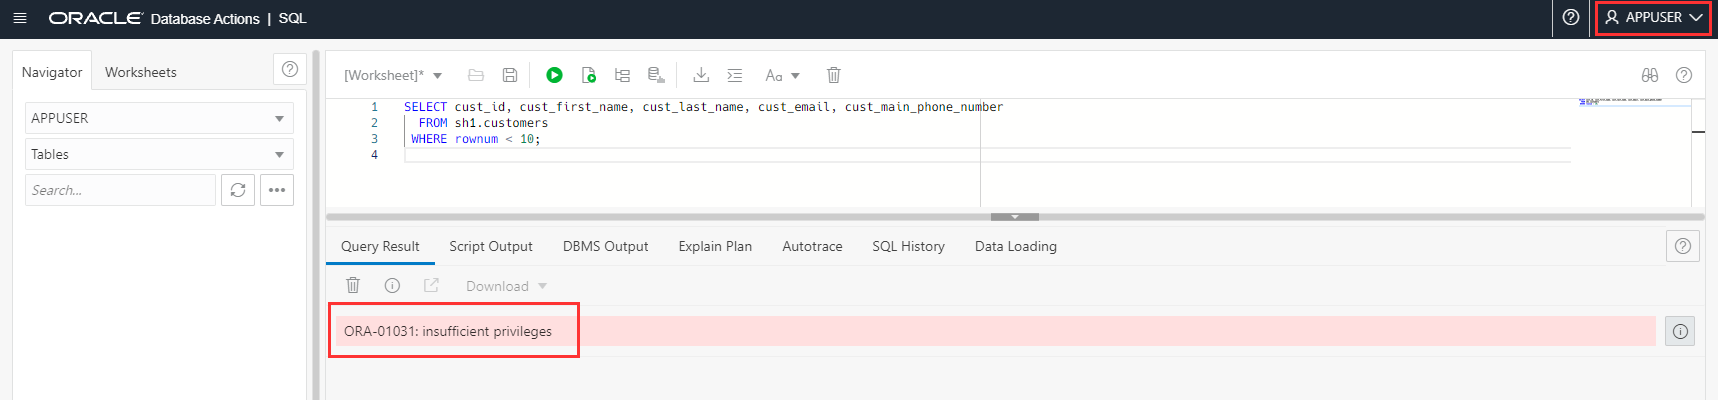 ORACLE Database Actions | SQL
APPUSER
Navigator
Worksheets
[Worksheet]*
Aa
APPUSER
Tables
Search...
1 SELECT cust_id, cust_first_name, cust_last_name, cust_email, cust_main_phone_number
2 FROM sh1.customers
3 WHERE rownum < 10;
4
Query Result
Script Output
DBMS Output
Explain Plan
Autotrace
SQL History
Data Loading
Download
ORA-01031: insufficient privileges